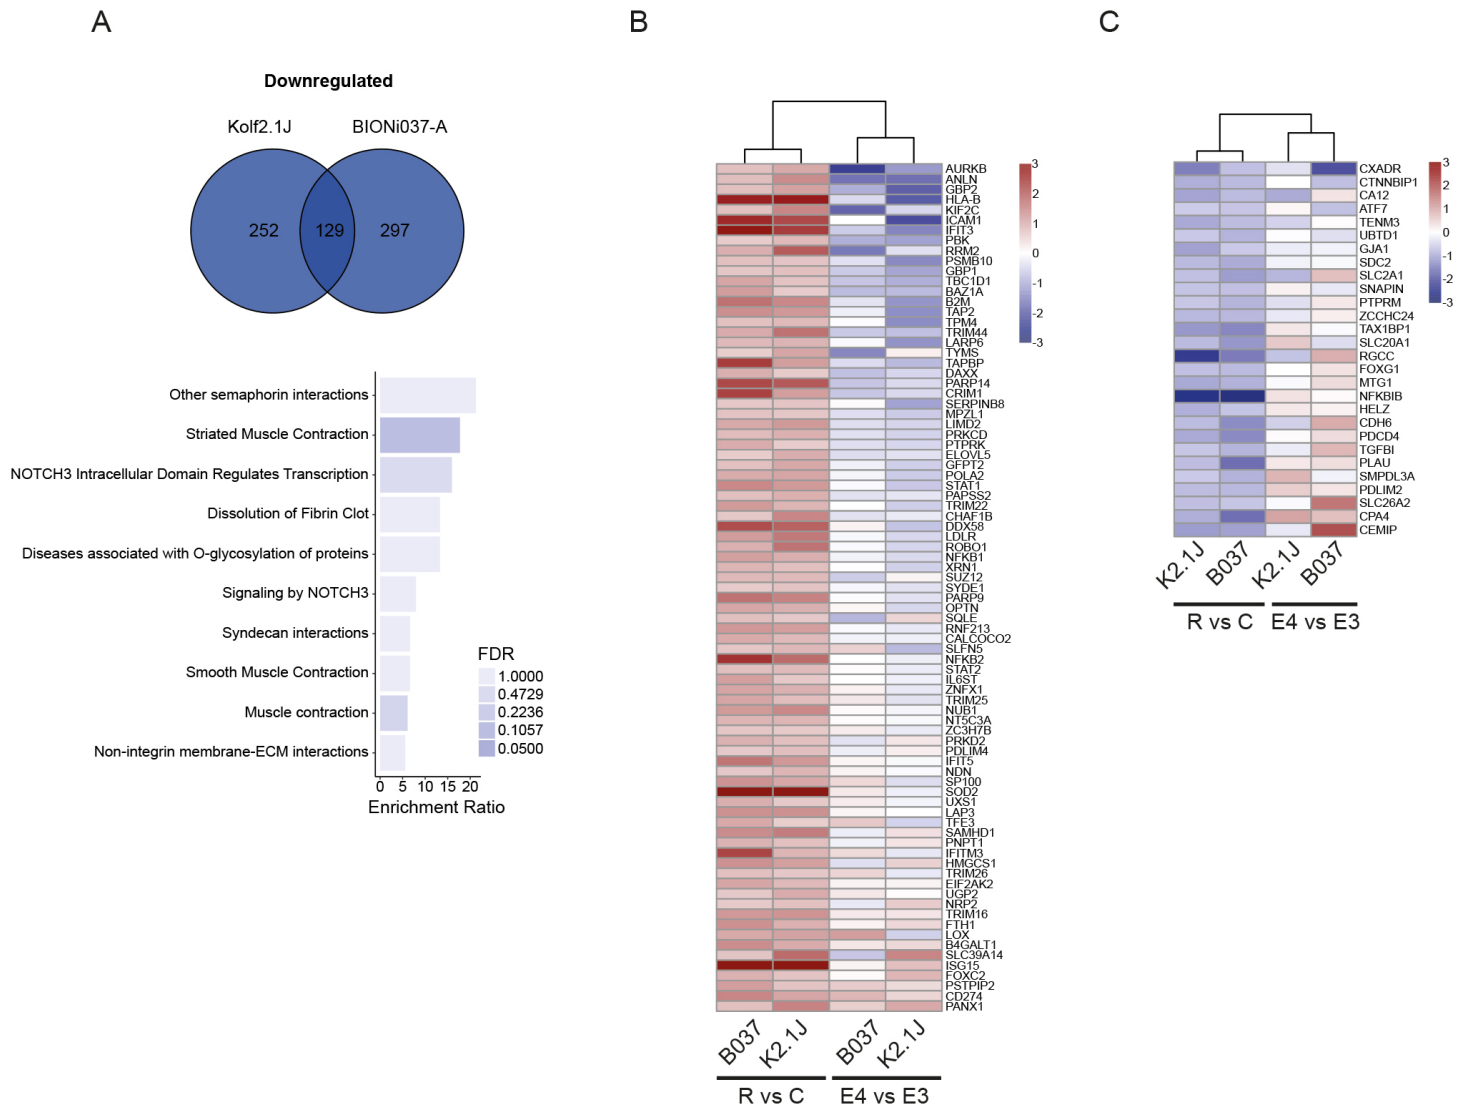 A
B
C
Downregulated
Kolf2.1J
BIONi037-A
252
129
297
Other semaphorin interactions
Striated Muscle Contraction
NOTCH3 Intracellular Domain Regulates Transcription
Dissolution of Fibrin Clot
Diseases associated with O-glycosylation of proteins
Signaling by NOTCH3
Syndecan interactions
Smooth Muscle Contraction
Muscle contraction
Non-integrin membrane-ECM interactions
0 5 10 15 20
Enrichment Ratio
FDR
1.0000
0.4729
0.2236
0.1057
0.0500
AURKB
ANLN
GBP2
HLA-B
KIF2C
ICAM1
IFIT3
PBK
RRM2
PSMB10
GBP1
TBC1D1
BAZ1A
B2M
TAP2
TPM4
TRIM44
LARP6
TYMS
TAPBP
DAXX
PARP14
CRIM1
SERPINB8
MPZL1
LIMD2
PRKCD
PTPRK
ELOVL5
GFPT2
POLA2
STAT1
PAPSS2
TRIM22
CHAF1B
DDX58
LDLR
ROBO1
NFKB1
XRN1
SUZ12
SYDE1
PARP9
OPTN
SQLE
RNF213
CALCOCO2
SLFN5
NFKB2
STAT2
IL6ST
ZNFX1
TRIM25
NUB1
NT5C3A
ZC3H7B
PRKD2
PDLIM4
IFIT5
NDN
SP100
SOD2
UXS1
LAP3
TFE3
SAMHD1
PNPT1
IFITM3
HMGCS1
TRIM26
EIF2AK2
UGP2
NRP2
TRIM16
FTH1
LOX
B4GALT1
SLC39A14
ISG15
FOXC2
PSTPIP2
CD274
PANX1
3
2
1
0
-1
-2
-3
B037
K2.1J
B037
K2.1J
R vs C
E4 vs E3
CXADR
CTNNBIP1
CA12
ATF7
TENM3
UBTD1
GJA1
SDC2
SLC2A1
SNAPIN
PTPRM
ZCCHC24
TAX1BP1
SLC20A1
RGCC
FOXG1
MTG1
NFKBIB
HELZ
CDH6
PDCD4
TGFBI
PLAU
SMPDL3A
PDLIM2
SLC26A2
CPA4
CEMIP
3
2
1
0
-1
-2
-3
K2.1J
B037
K2.1J
B037
R vs C
E4 vs E3